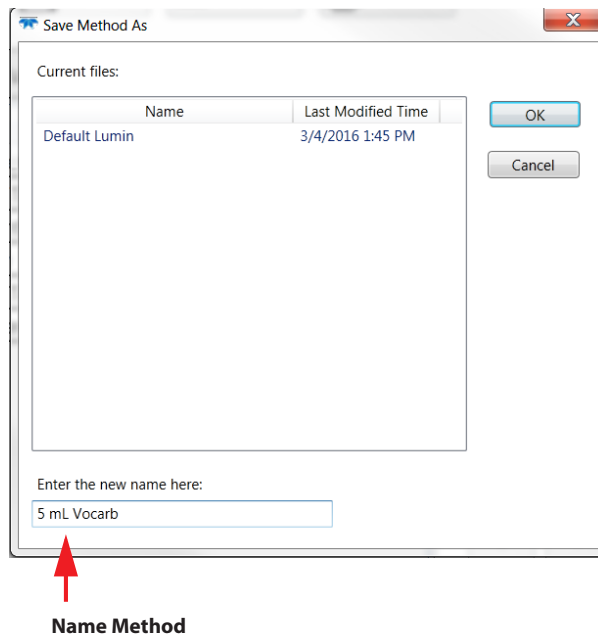 Save Method As
X
Current files:
Name Last Modified Time
Default Lumin 3/4/2016 1:45 PM
OK
Cancel
Enter the new name here:
5 mL Vocarb
Name Method